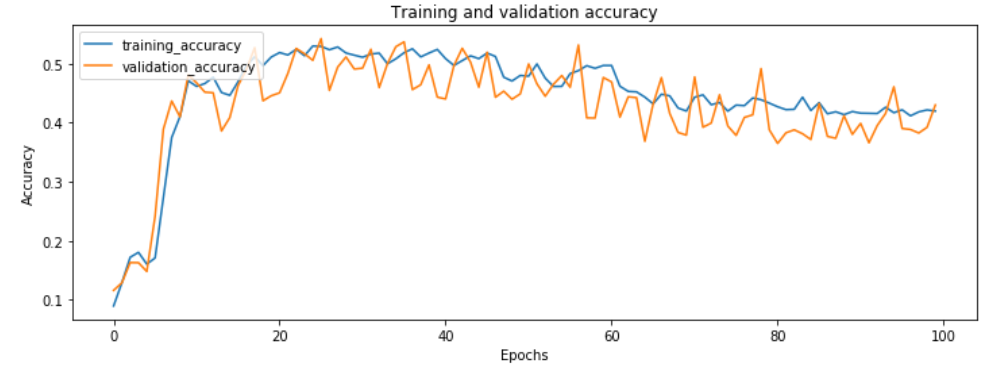 Training and validation accuracy
training_accuracy
validation_accuracy
Accuracy
0.5
0.4
0.3
0.2
0.1
0 20 40 60 80 100
Epochs